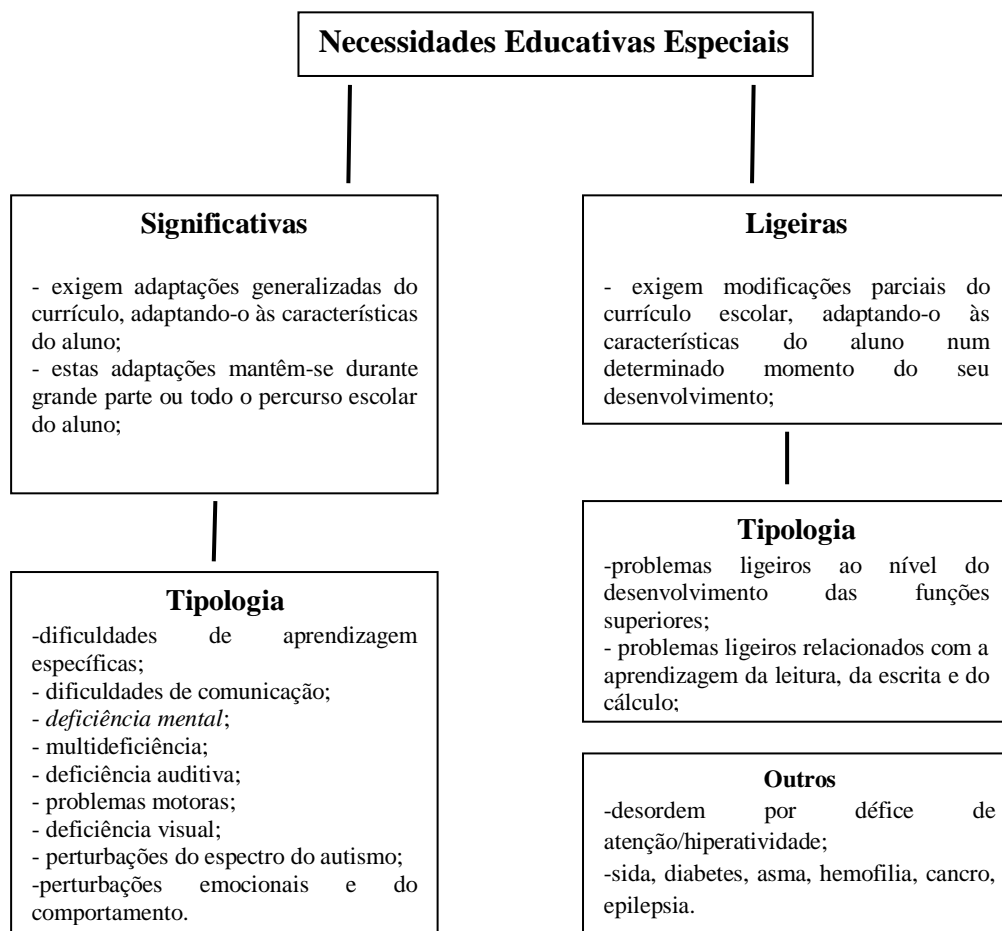 Necessidades Educativas Especiais
Significativas
- exigem adaptações generalizadas do
currículo, adaptando-o às características
do aluno;
- estas adaptações mantêm-se durante
grande parte ou todo o percurso escolar
do aluno;
Ligeiras
- exigem modificações parciais do
currículo escolar, adaptando-o às
características do aluno num
determinado momento do seu
desenvolvimento;
Tipologia
-dificuldades de aprendizagem
específicas;
- dificuldades de comunicação;
- deficiência mental;
- multideficiência;
- deficiência auditiva;
- problemas motoras;
- deficiência visual;
- perturbações do espectro do autismo;
-perturbações emocionais e do
comportamento.
Tipologia
-problemas ligeiros ao nível do
desenvolvimento das funções
superiores;
- problemas ligeiros relacionados com a
aprendizagem da leitura, da escrita e do
cálculo;
Outros
-desordem por défice de
atenção/hiperatividade;
-sida, diabetes, asma, hemofilia, cancro,
epilepsia.